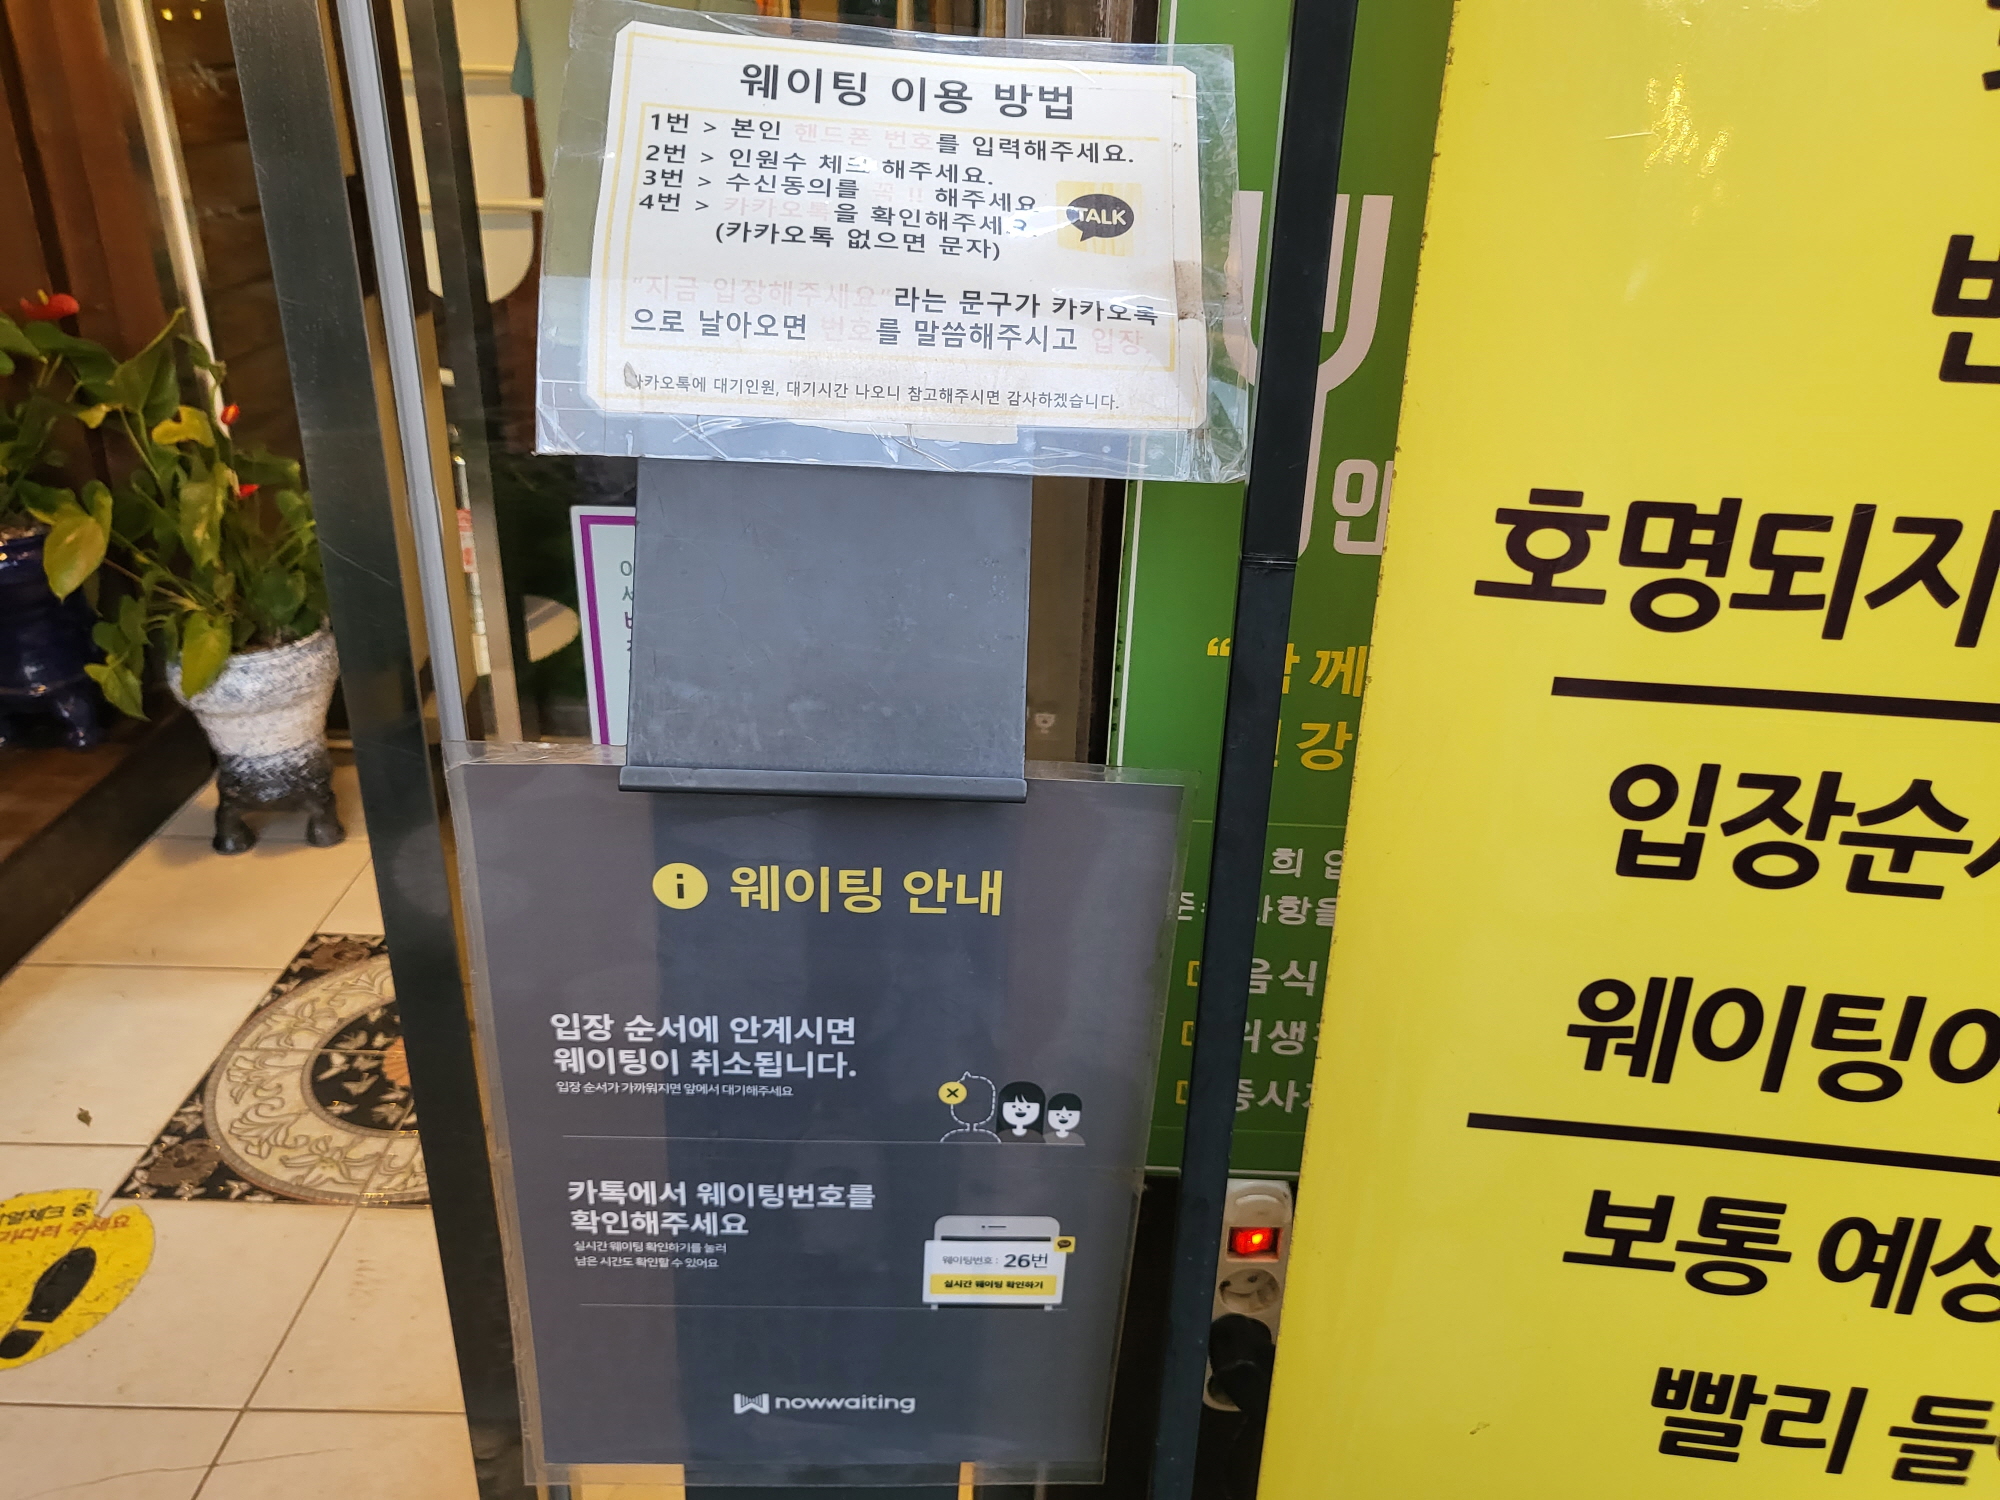 웨이팅 이용 방법
1번 > 본인 핸드폰 번호를 입력해주세요.
2번 > 인원수 체크 해주세요.
3번 > 수신동의를 꼭 !! 해주세요
4번 > 카카오톡을 확인해주세요.
(카카오톡 없으면 문자)
TALK
"지금 입장해주세요"라는 문구가 카카오톡
으로 날아오면 번호를 말씀해주시고 입장.
카카오톡에 대기인원, 대기시간 나오니 참고해주시면 감사하겠습니다.
i 웨이팅 안내
입장 순서에 안계시면
웨이팅이 취소됩니다.
입장 순서가 가까워지면 앞에서 대기해주세요
카톡에서 웨이팅번호를
확인해주세요
실시간 웨이팅 확인하기를 눌러
남은 시간도 확인할 수 있어요
웨이팅번호 : 26번
실시간 웨이팅 확인하기
nowwaiting
께
강
음식
호명되지
입장순
웨이팅
보통 예상
빨리
주세요